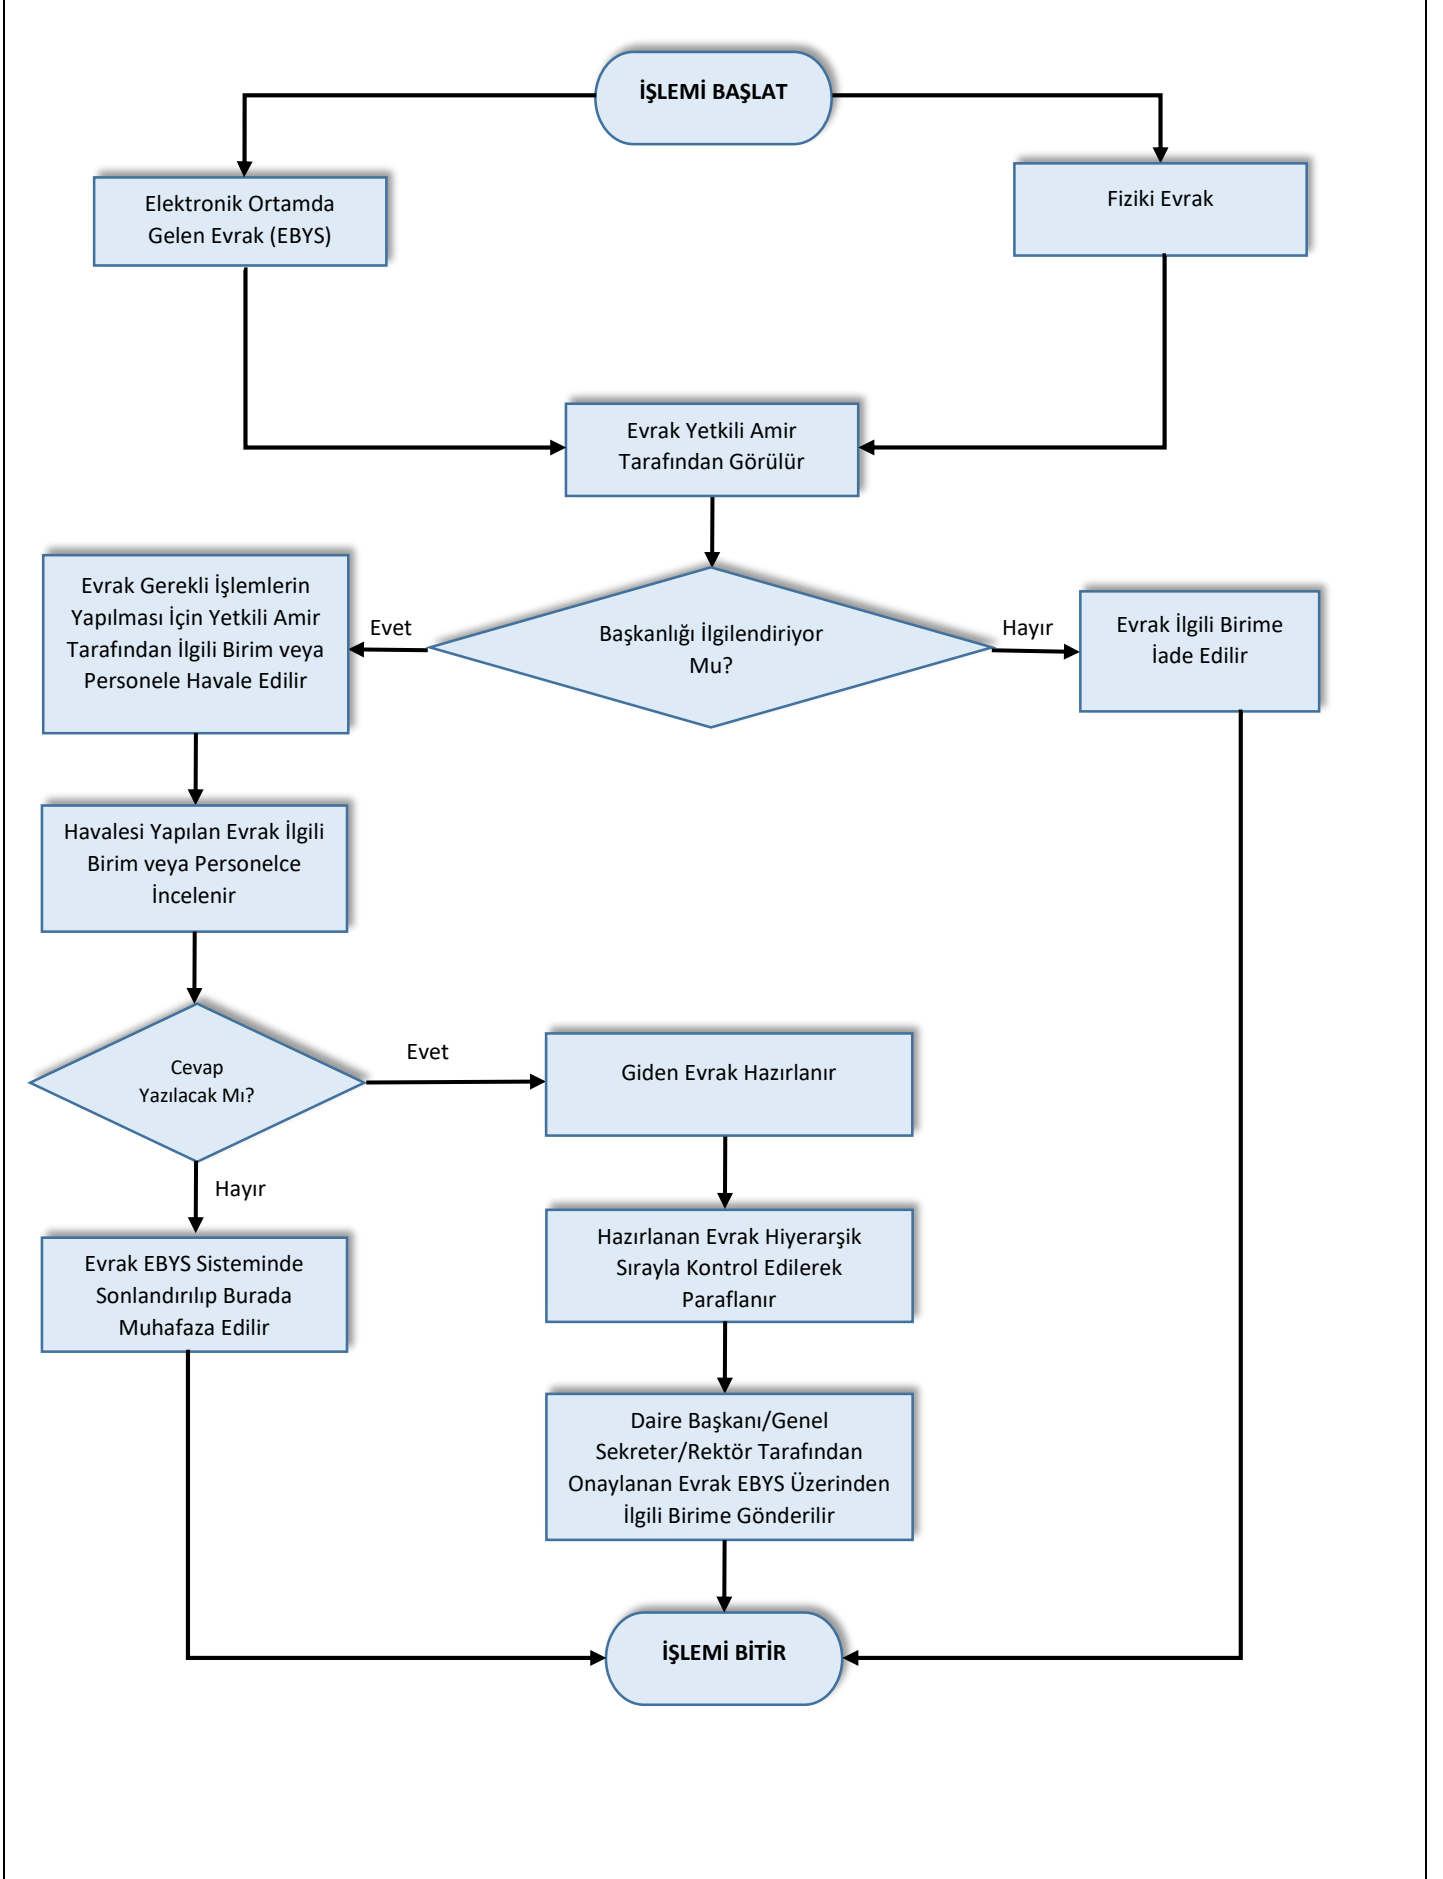 İŞLEMİ BAŞLAT
Elektronik Ortamda
Gelen Evrak (EBYS)
Fiziki Evrak
Evrak Yetkili Amir
Tarafından Görülür
Evrak Gerekli İşlemlerin
Yapılması İçin Yetkili Amir
Tarafından İlgili Birim veya
Personele Havale Edilir
Evet
Başkanlığı İlgilendiriyor
Mu?
Hayır
Evrak İlgili Birime
İade Edilir
Havalesi Yapılan Evrak İlgili
Birim veya Personelce
İncelenir
Cevap
Yazılacak Mı?
Evet
Giden Evrak Hazırlanır
Hayır
Evrak EBYS Sisteminde
Sonlandırılıp Burada
Muhafaza Edilir
Hazırlanan Evrak Hiyerarşik
Sırayla Kontrol Edilerek
Paraflanır
Daire Başkanı/Genel
Sekreter/Rektör Tarafından
Onaylanan Evrak EBYS Üzerinden
İlgili Birime Gönderilir
İŞLEMİ BİTİR